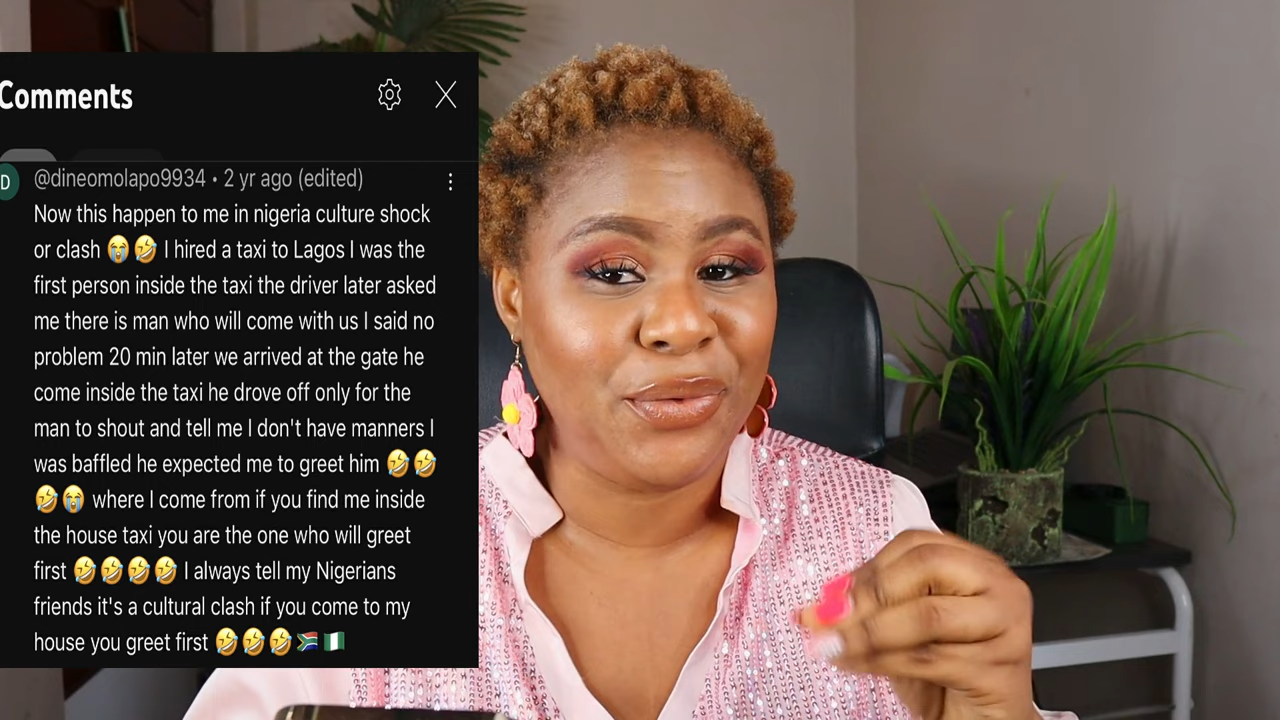 Comments
D
@dineomolapo9934 • 2 yr ago (edited)
Now this happen to me in nigeria culture shock
or clash 😭🤣 I hired a taxi to Lagos I was the
first person inside the taxi the driver later asked
me there is man who will come with us I said no
problem 20 min later we arrived at the gate he
come inside the taxi he drove off only for the
man to shout and tell me I don't have manners I
was baffled he expected me to greet him 🤣🤣
🤣😭 where I come from if you find me inside
the house taxi you are the one who will greet
first 🤣🤣🤣🤣 I always tell my Nigerians
friends it's a cultural clash if you come to my
house you greet first 🤣🤣🤣🇿🇦🇳🇬